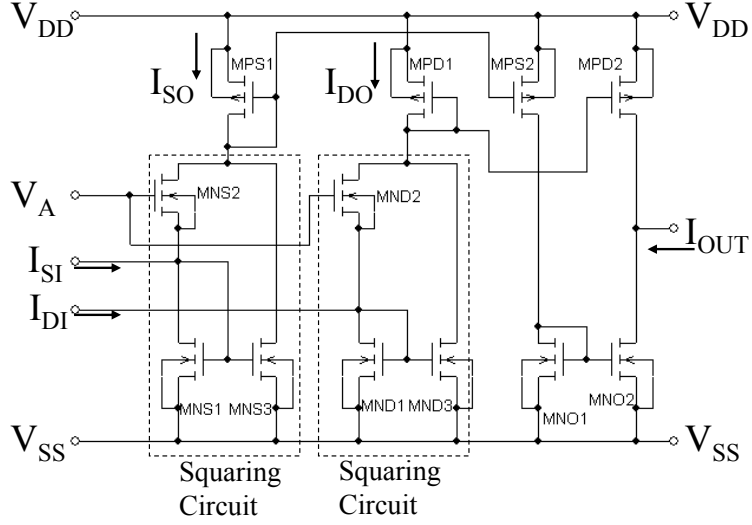 VDD VDD
MPS1 MPD1 MPS2 MPD2
ISO IDO
VA MNS2 MND2
ISI IOUT
IDI
MNS1 MNS3 MND1 MND3 MNO1 MNO2
VSS VSS
Squaring Circuit
Squaring Circuit